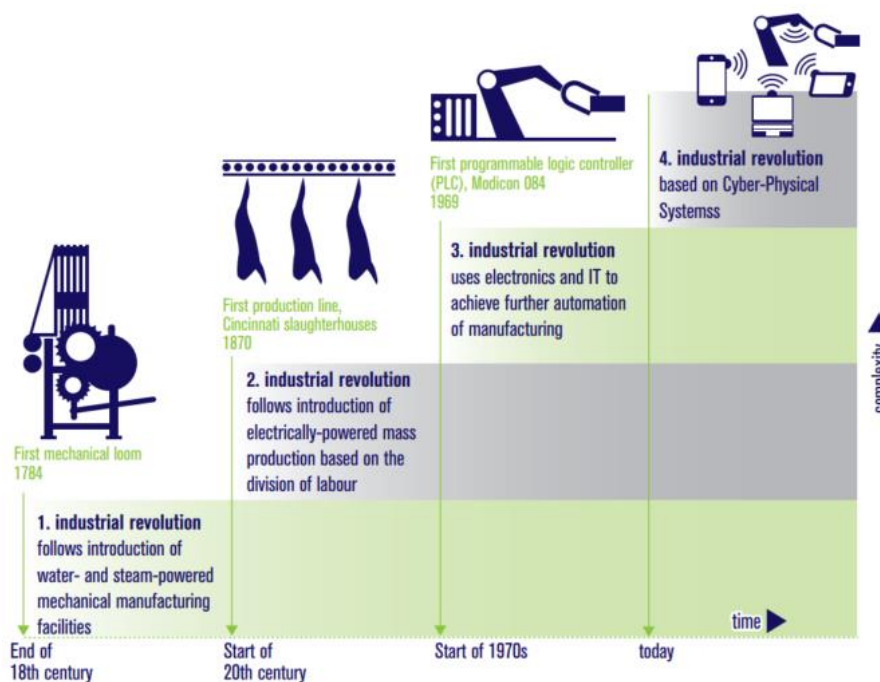 4. industrial revolution
based on Cyber-Physical
Systemss
First programmable logic controller
(PLC), Modicon 084
1969
3. industrial revolution
uses electronics and IT to
achieve further automation
of manufacturing
First production line,
Cincinnati slaughterhouses
1870
2. industrial revolution
follows introduction of
electrically-powered mass
production based on the
division of labour
First mechanical loom
1784
1. industrial revolution
follows introduction of
water- and steam-powered
mechanical manufacturing
facilities
complexity
time
End of
18th century
Start of
20th century
Start of 1970s
today